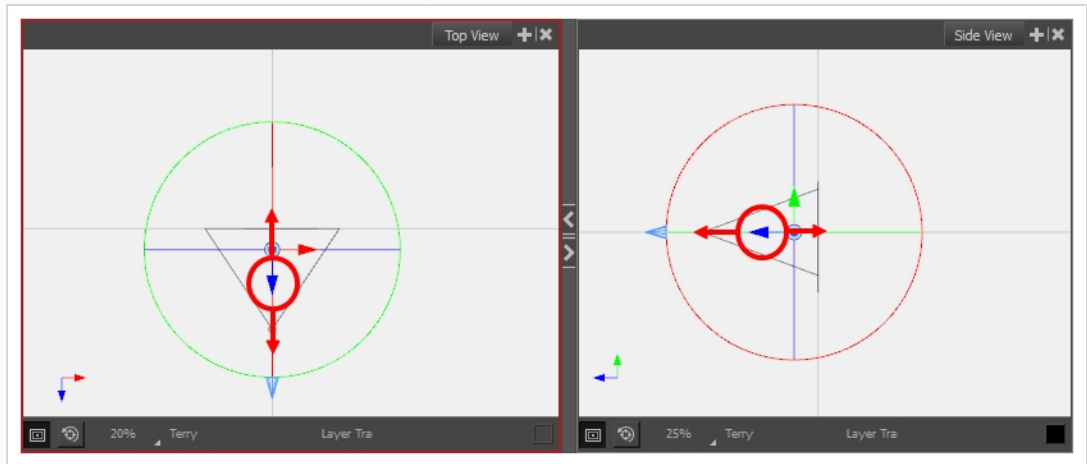 Top View
Side View
20% Terry Layer Tra
25% Terry Layer Tra